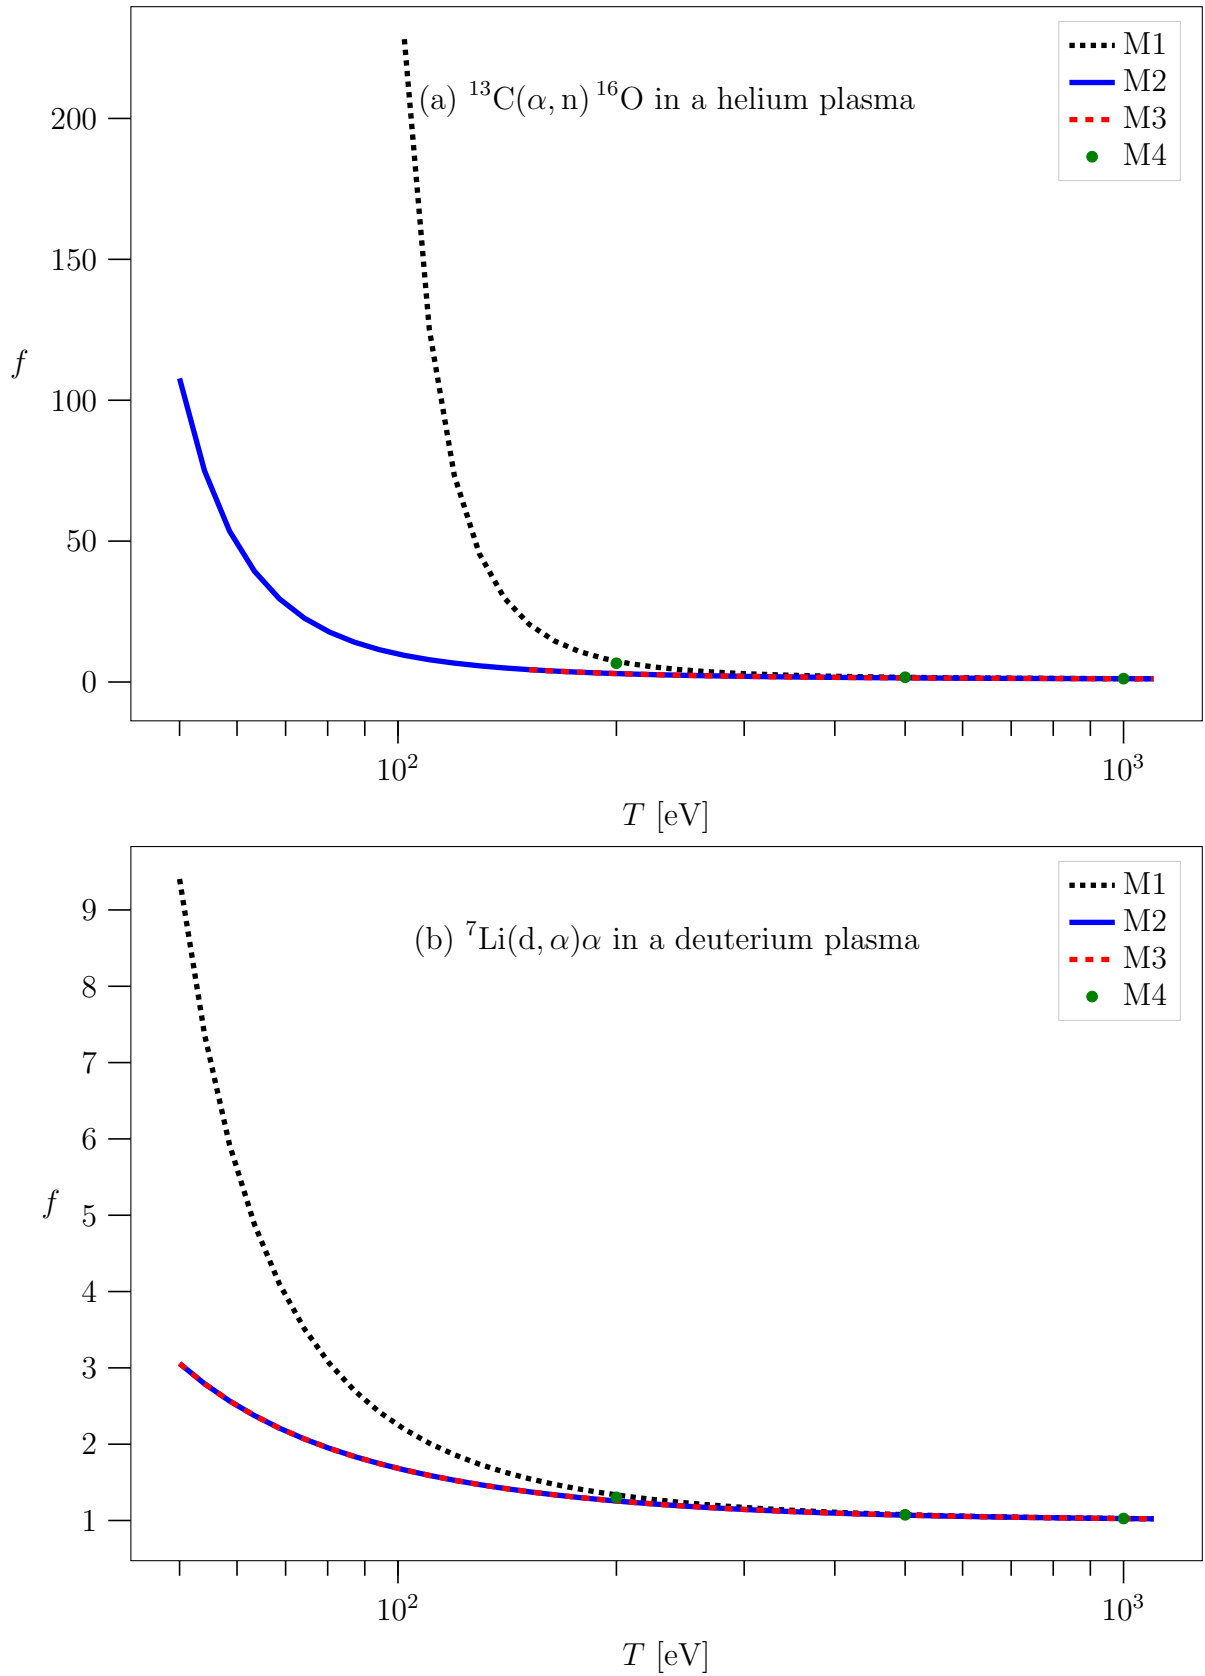 (a) ¹³C(α, n) ¹⁶O in a helium plasma
M1
M2
M3
M4
f
200
150
100
50
0
10²
10³
T [eV]
(b) ⁷Li(d, α)α in a deuterium plasma
M1
M2
M3
M4
f
9
8
7
6
5
4
3
2
1
10²
10³
T [eV]